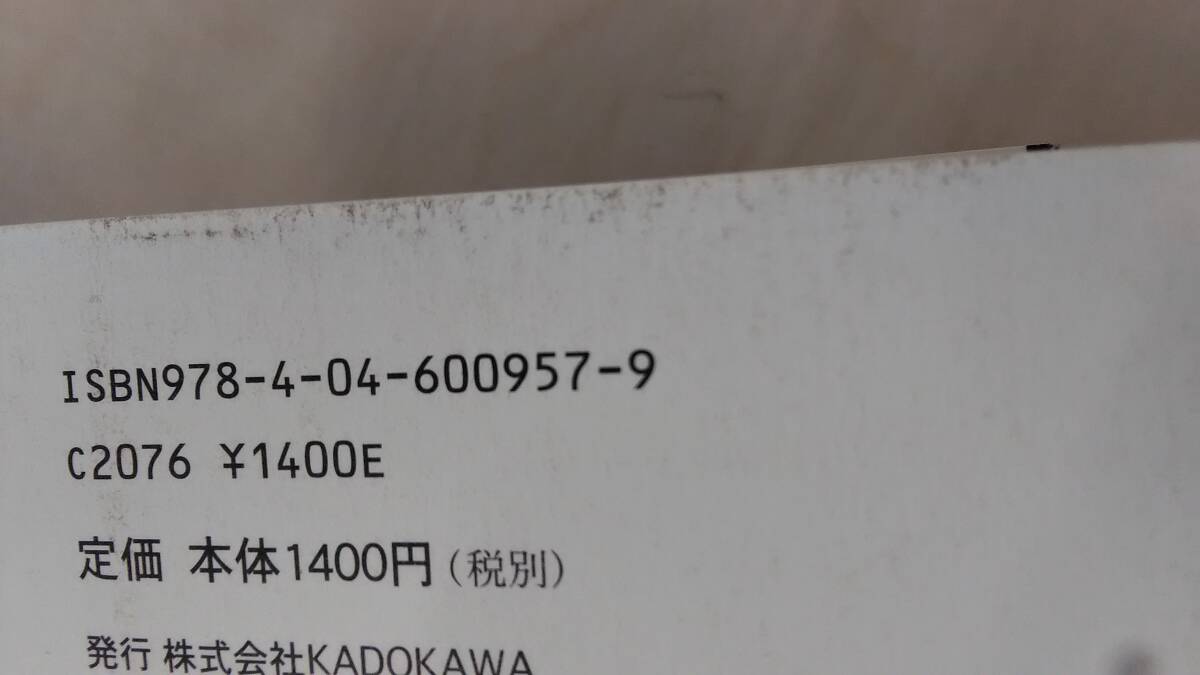 ISBN978-4-04-600957-9
C2076 ¥1400E
定価 本体1400円(税別)
発行 株式会社KADOKAWA